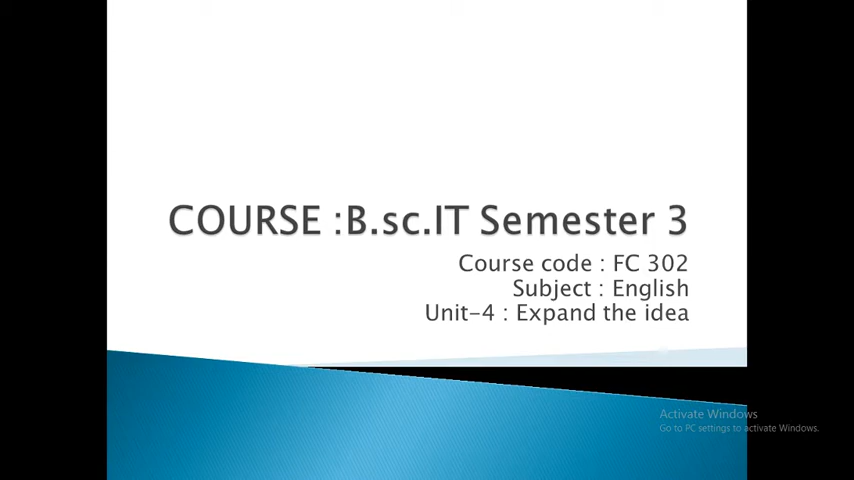 COURSE :B.sc.IT Semester 3
Course code : FC 302
Subject : English
Unit-4 : Expand the idea
Activate Windows
Go to PC settings to activate Windows.